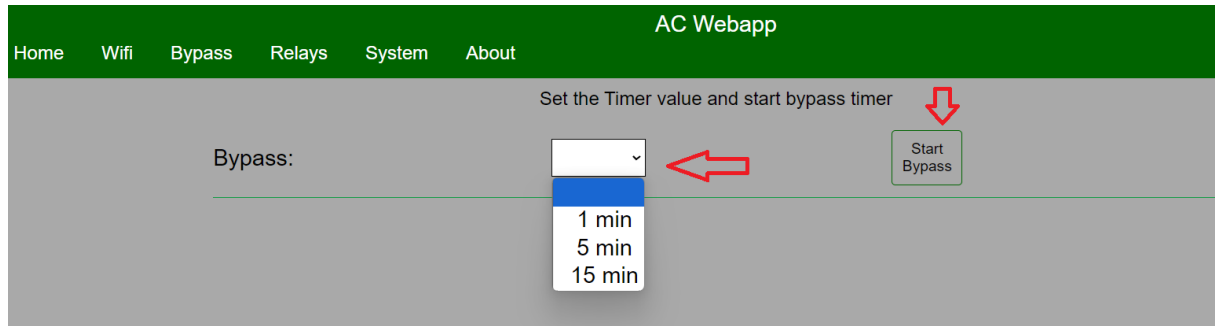 AC Webapp
Home Wifi Bypass Relays System About
Set the Timer value and start bypass timer
Bypass:
Start
Bypass
1 min
5 min
15 min